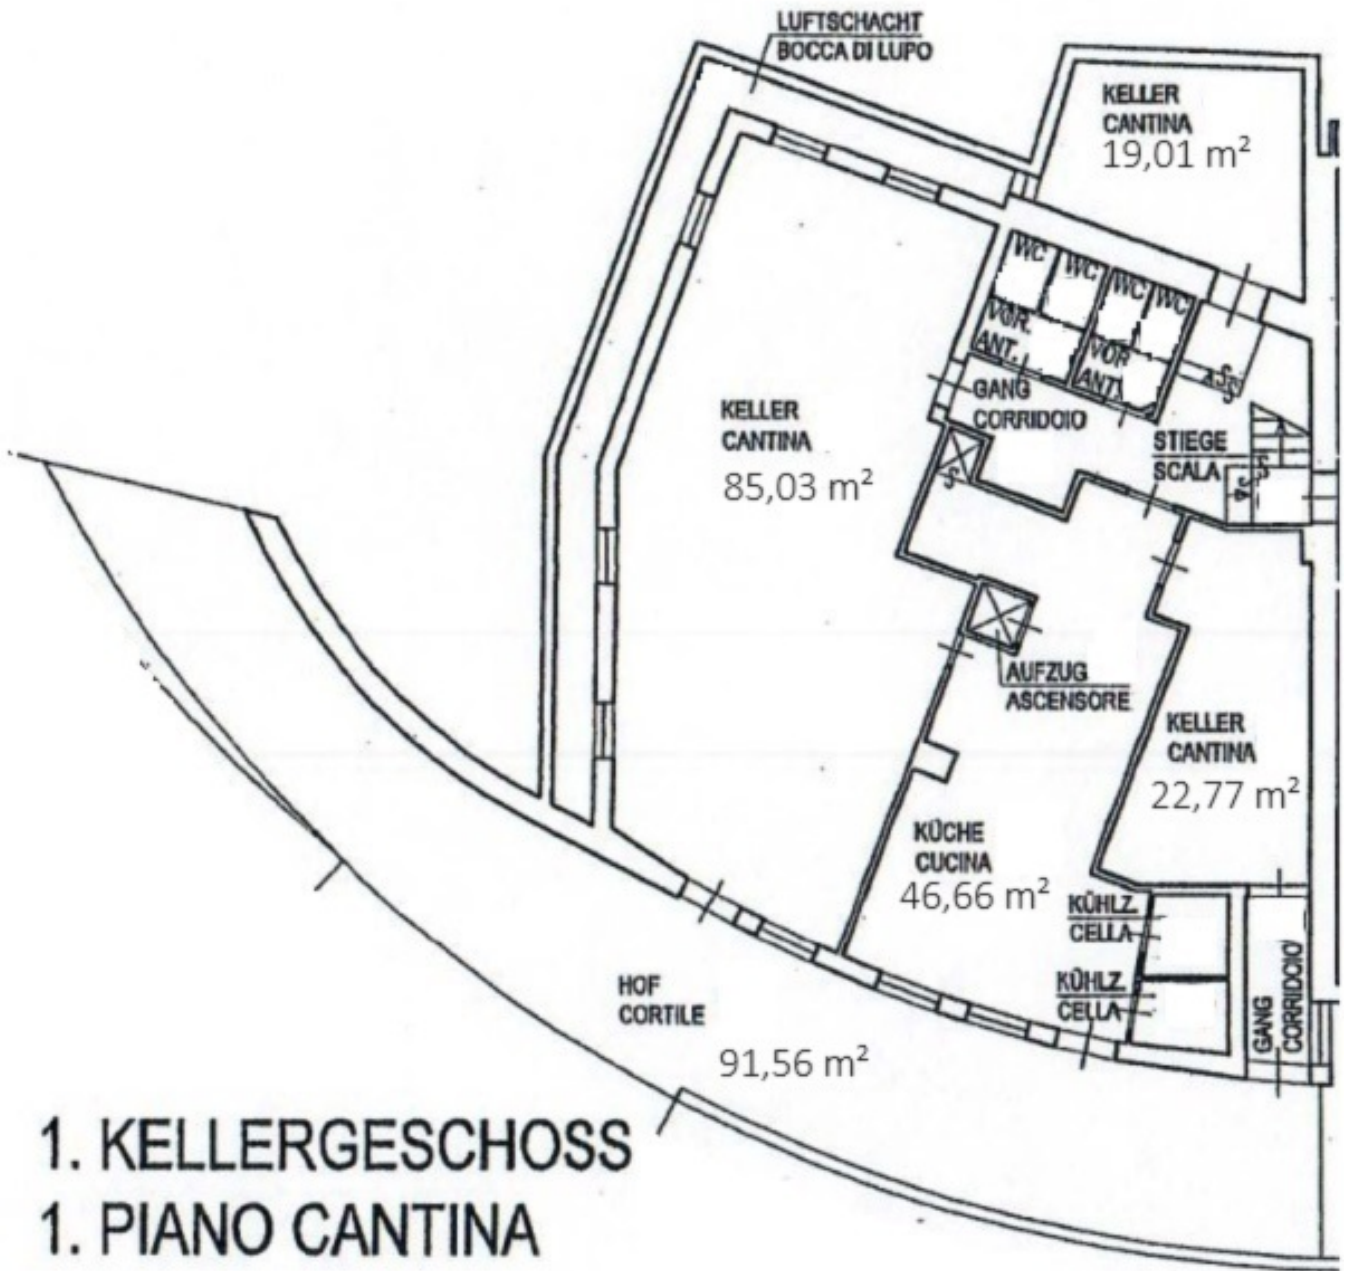 LUFTSCHACHT
BOCCA DI LUPO
KELLER
CANTINA
19,01 m²
WC
WC
WC
WC
VOR.
ANT.
VOR
ANT.
GANG
CORRIDOIO
STIEGE
SCALA
KELLER
CANTINA
85,03 m²
AUFZUG
ASCENSORE
KELLER
CANTINA
22,77 m²
KÜCHE
CUCINA
46,66 m²
KÜHLZ.
CELLA
KÜHLZ.
CELLA
GANG
CORRIDOIO
HOF
CORTILE
91,56 m²
1. KELLERGESCHOSS
1. PIANO CANTINA